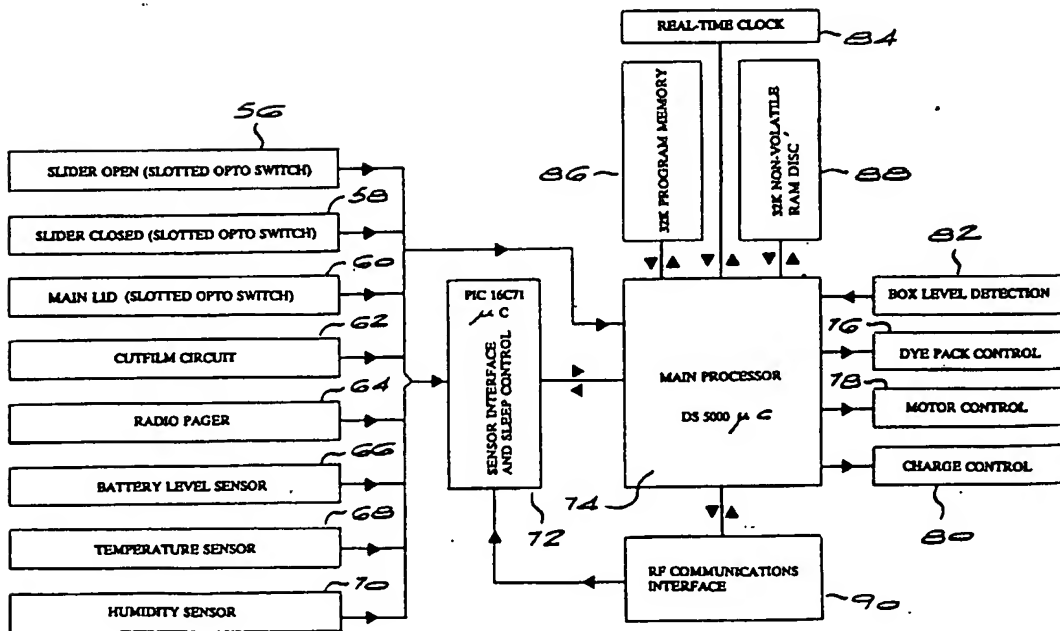 REAL-TIME CLOCK
84
56
SLIDER OPEN (SLOTTED OPTO SWITCH)
58
SLIDER CLOSED (SLOTTED OPTO SWITCH)
60
MAIN LID (SLOTTED OPTO SWITCH)
62
CUTFILM CIRCUIT
64
RADIO PAGER
66
BATTERY LEVEL SENSOR
68
TEMPERATURE SENSOR
70
HUMIDITY SENSOR
86
32K PROGRAM MEMORY
32K NON-VOLATILE
RAM DISC
88
PIC 16C71
μ C
SENSOR INTERFACE
AND SLEEP CONTROL
72
MAIN PROCESSOR
DS 5000 μ C
74
82
BOX LEVEL DETECTION
76
DYE PACK CONTROL
78
MOTOR CONTROL
CHARGE CONTROL
80
RF COMMUNICATIONS
INTERFACE
90